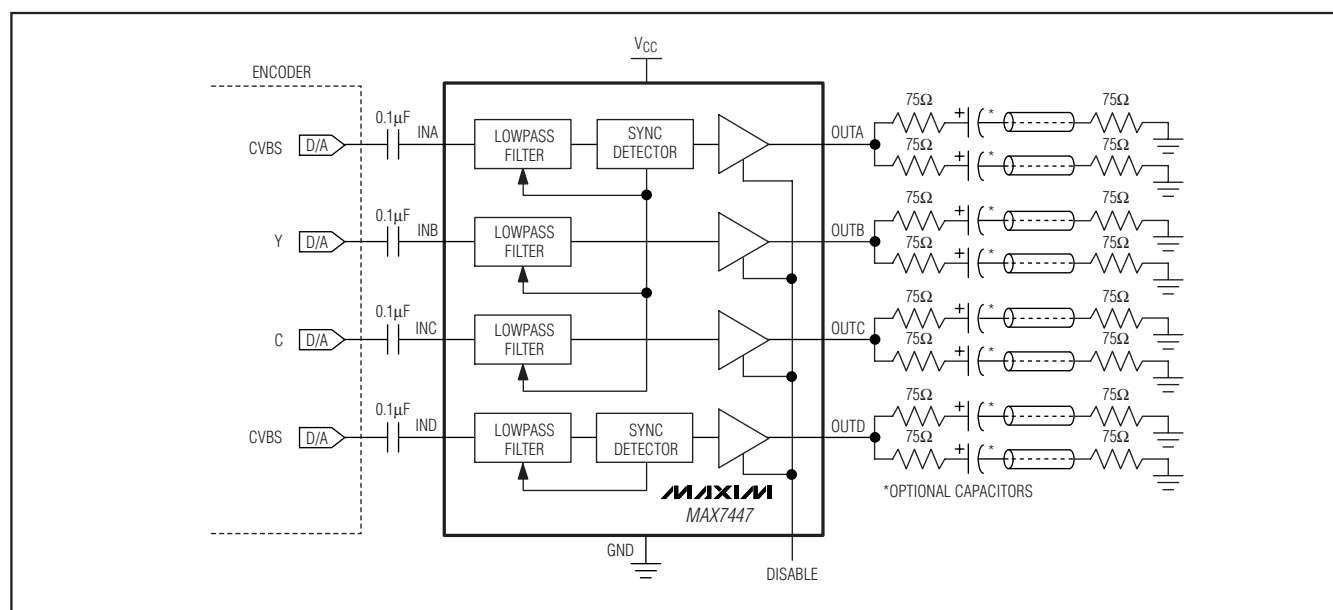 V_CC
ENCODER
CVBS D/A 0.1μF INA LOWPASS FILTER SYNC DETECTOR OUTA 75Ω + * 75Ω
75Ω + * 75Ω
Y D/A 0.1μF INB LOWPASS FILTER OUTB 75Ω + * 75Ω
75Ω + * 75Ω
C D/A 0.1μF INC LOWPASS FILTER OUTC 75Ω + * 75Ω
75Ω + * 75Ω
CVBS D/A 0.1μF IND LOWPASS FILTER SYNC DETECTOR OUTD 75Ω + * 75Ω
75Ω + * 75Ω
*OPTIONAL CAPACITORS
MAXIM
MAX7447
GND
DISABLE